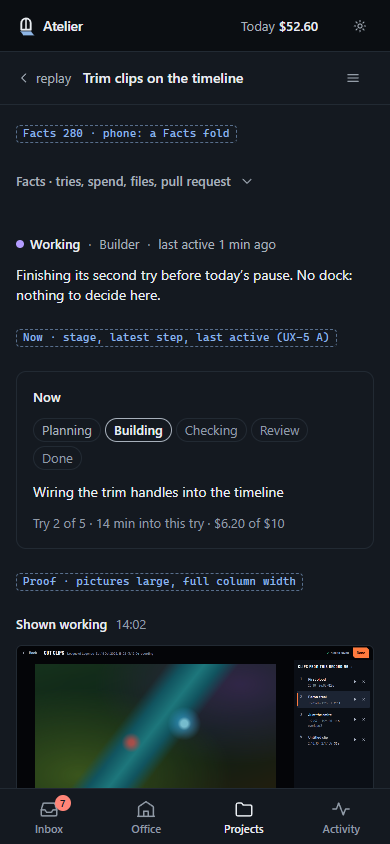 Atelier
Today $52.60
replay Trim clips on the timeline
Facts 280 · phone: a Facts fold
Facts · tries, spend, files, pull request
Working · Builder · last active 1 min ago
Finishing its second try before today’s pause. No dock:
nothing to decide here.
Now · stage, latest step, last active (UX-5 A)
Now
Planning Building Checking Review
Done
Wiring the trim handles into the timeline
Try 2 of 5 · 14 min into this try · $6.20 of $10
Proof · pictures large, full column width
Shown working 14:02
CUT CLIPS
7
Inbox Office Projects Activity